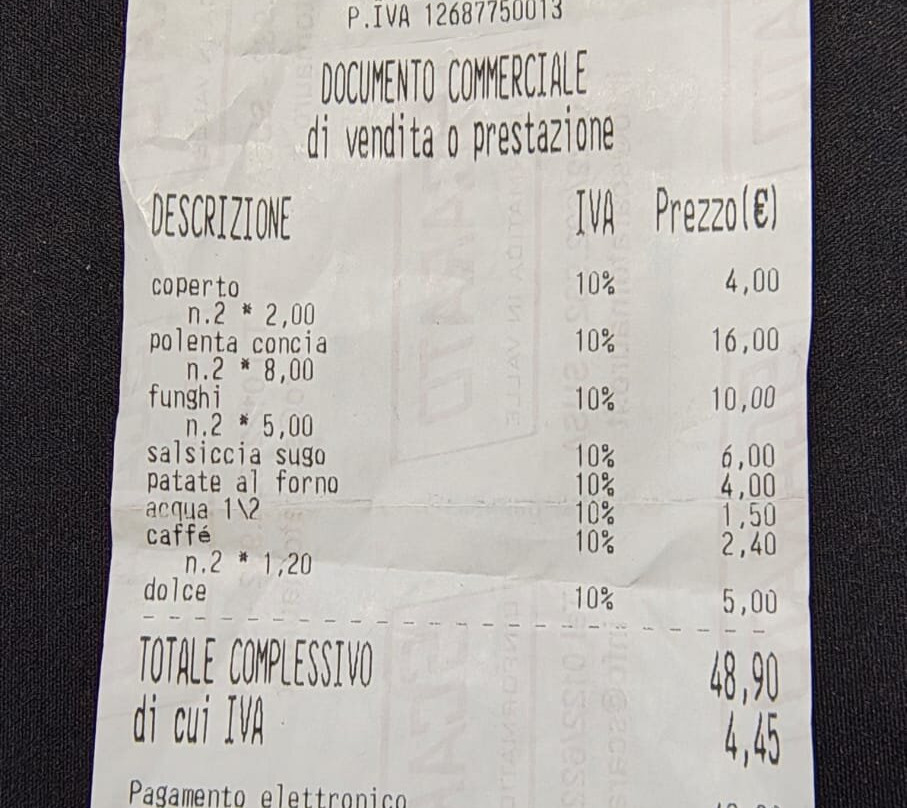 P.IVA 12687750013
DOCUMENTO COMMERCIALE
di vendita o prestazione
DESCRIZIONE IVA Prezzo(€)
coperto 10% 4,00
n.2 * 2,00
polenta concia 10% 16,00
n.2 * 8,00
funghi 10% 10,00
n.2 * 5,00
salsiccia sugo 10% 6,00
patate al forno 10% 4,00
acqua 1\2 10% 1,50
caffé 10% 2,40
n.2 * 1,20
dolce 10% 5,00
TOTALE COMPLESSIVO 48,90
di cui IVA 4,45
Pagamento elettronico